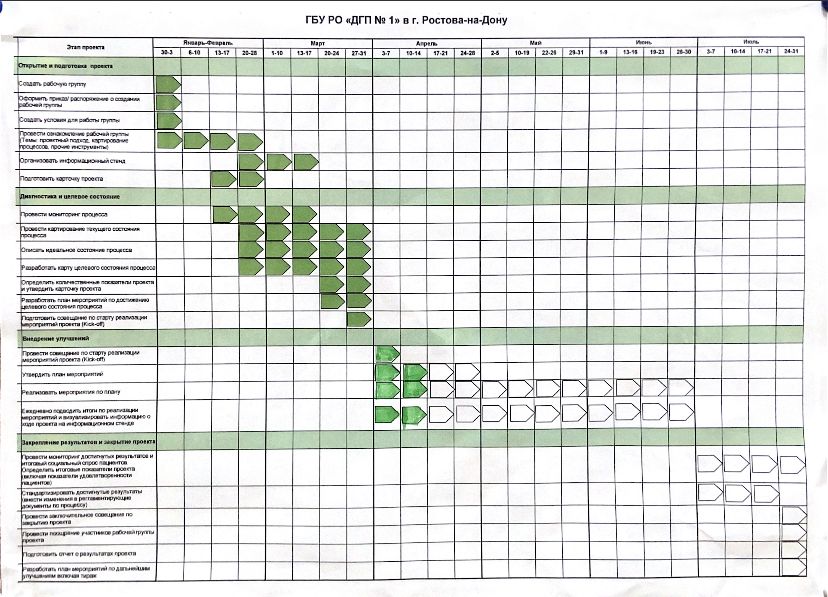 ГБУ РО «ДГП № 1» в г. Ростова-на-Дону
Этап проекта
Январь-Февраль Март Апрель Май Июнь Июль
30-3 6-10 13-17 20-28 1-10 13-17 20-24 27-31 3-7 10-14 17-21 24-28 2-5 10-19 22-26 29-31 1-9 13-16 19-23 26-30 3-7 10-14 17-21 24-31
Открытие и подготовка проекта
Создать рабочую группу
Оформить приказ/ распоряжение о создании
рабочей группы
Создать условия для работы группы
Провести ознакомление рабочей группы
(Темы: проектный подход, картирование
процессов, прочие инструменты)
Организовать информационный стенд
Подготовить карточку проекта
Диагностика и целевое состояние
Провести мониторинг процесса
Провести картирование текущего состояния
процесса
Описать идеальное состояние процесса
Разработать карту целевого состояния процесса
Определить количественные показатели проекта
и утвердить карточку проекта
Разработать план мероприятий по достижению
целевого состояния процесса
Подготовить совещание по старту реализации
мероприятий проекта (Kick-off)
Внедрение улучшений
Провести совещание по старту реализации
мероприятий проекта (Kick-off)
Утвердить план мероприятий
Реализовать мероприятия по плану
Ежедневно подводить итоги по реализации
мероприятий и визуализировать информацию о
ходе проекта на информационном стенде
Закрепление результатов и закрытие проекта
Провести мониторинг достигнутых результатов и
итоговый социальный опрос пациентов
Определить итоговые показатели проекта
(включая показатели удовлетворенности
пациентов)
Стандартизировать достигнутые результаты
(внести изменения в регламентирующие
документы по процессу)
Провести заключительное совещание по
закрытию проекта
Провести поощрение участников рабочей группы
проекта
Подготовить отчет о результатах проекта
Разработать план мероприятий по дальнейшим
улучшениям включая тираж